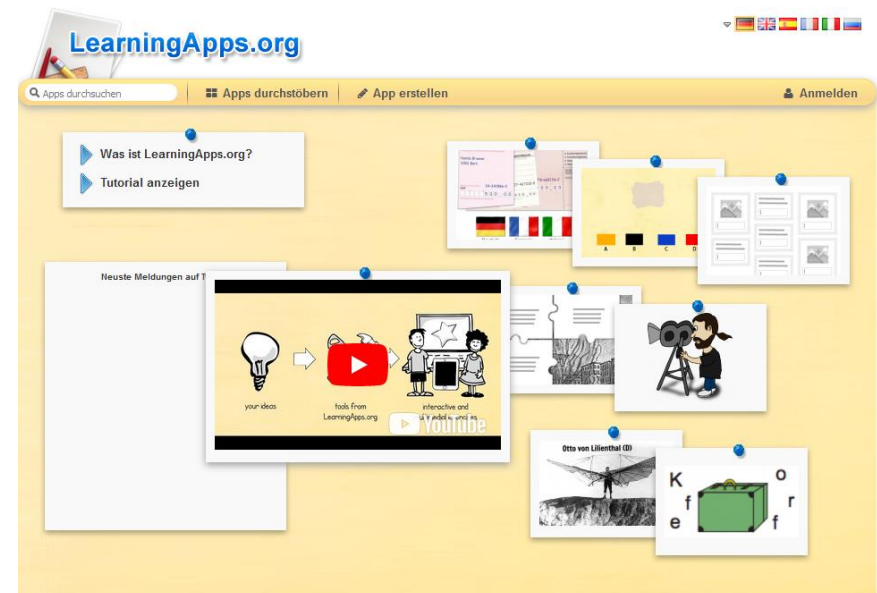 LearningApps.org
Apps durchsuchen
Apps durchstöbern
App erstellen
Anmelden
Was ist LearningApps.org?
Tutorial anzeigen
A B C D
Neuste Meldungen auf T
your ideas
tools from
LearningApps.org
interactive and
YouTube
Otto von Lilienthal (D)
K o
f r
e f